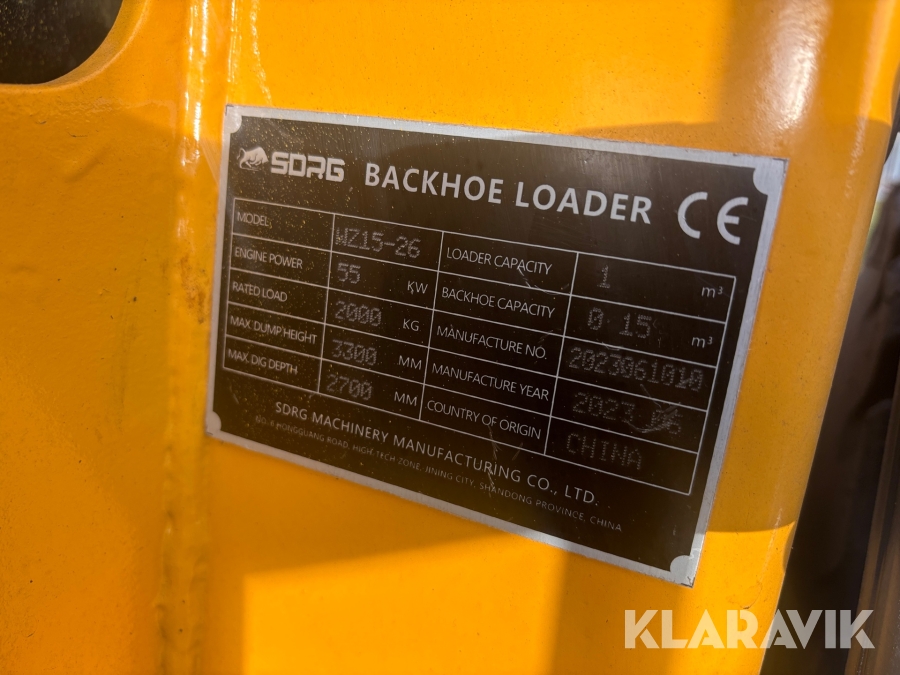 SDRG BACKHOE LOADER CE
MODEL WZ15-26 LOADER CAPACITY 1 m³
ENGINE POWER 55 KW BACKHOE CAPACITY 0.15 m³
RATED LOAD 2000 KG MANUFACTURE NO. 2023061010
MAX. DUMP HEIGHT 3300 MM MANUFACTURE YEAR 2023.06
MAX. DIG DEPTH 2700 MM COUNTRY OF ORIGIN CHINA
SDRG MACHINERY MANUFACTURING CO., LTD.
HONGGUANG ROAD, HIGH-TECH ZONE, JINING CITY, SHANDONG PROVINCE, CHINA
KLARAVIK